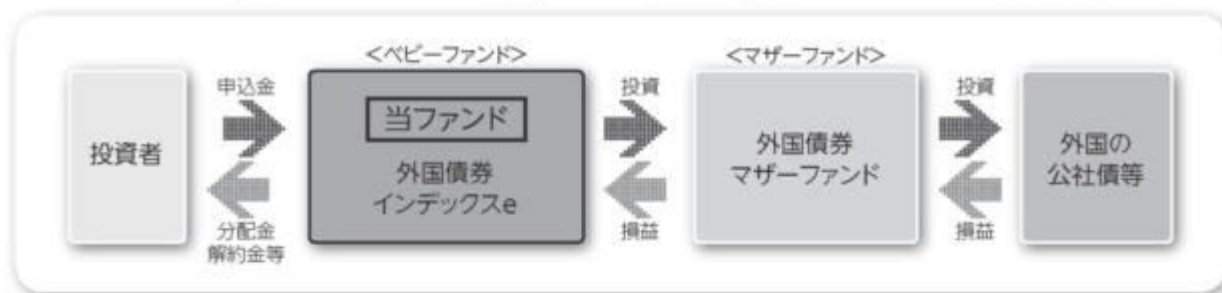 <ベビーファンド>
<マザーファンド>
投資者
申込金
分配金
解約金等
当ファンド
外国債券
インデックスe
投資
損益
外国債券
マザーファンド
投資
損益
外国の
公社債等